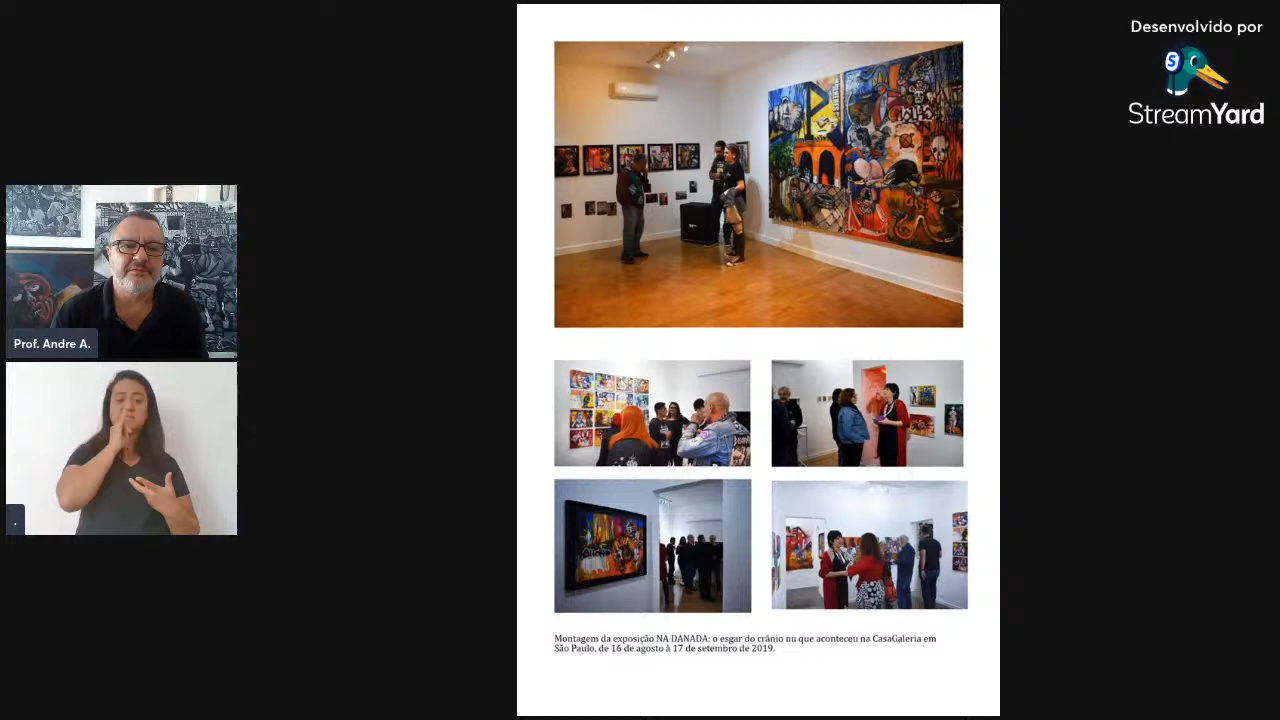 Desenvolvido por
StreamYard
Prof. Andre A.
.
Montagem da exposição NA DANADA: o esgar do crânio nu que aconteceu na CasaGaleria em
São Paulo, de 16 de agosto à 17 de setembro de 2019.